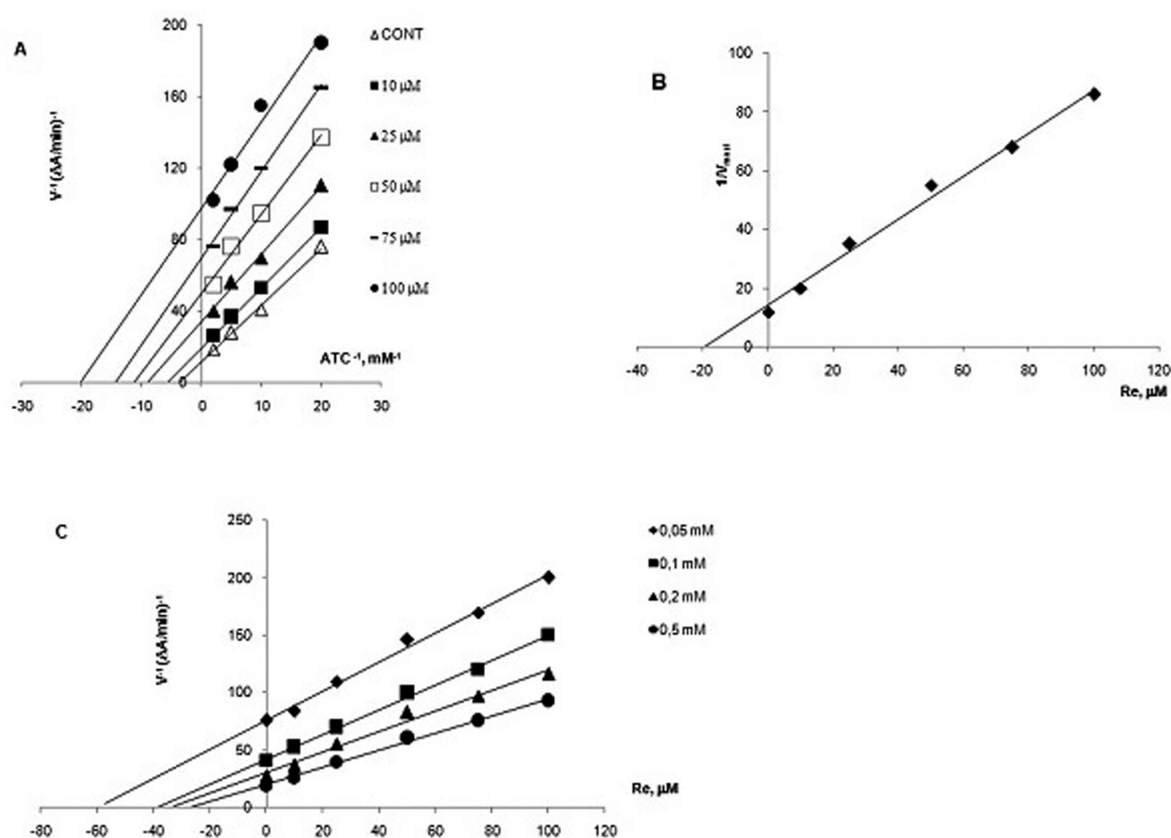 A
V⁻¹ (ΔA/min)⁻¹
200
160
120
80
40
0
-30 -20 -10 0 10 20 30
ATC⁻¹, mM⁻¹
CONT
10 µM
25 µM
50 µM
75 µM
100 µM
B
100
80
60
40
20
0
-40 -20 0 20 40 60 80 100 120
Re, µM
C
V⁻¹ (ΔA/min)⁻¹
250
200
150
100
50
0
-80 -60 -40 -20 0 20 40 60 80 100 120
Re, µM
0,05 mM
0,1 mM
0,2 mM
0,5 mM